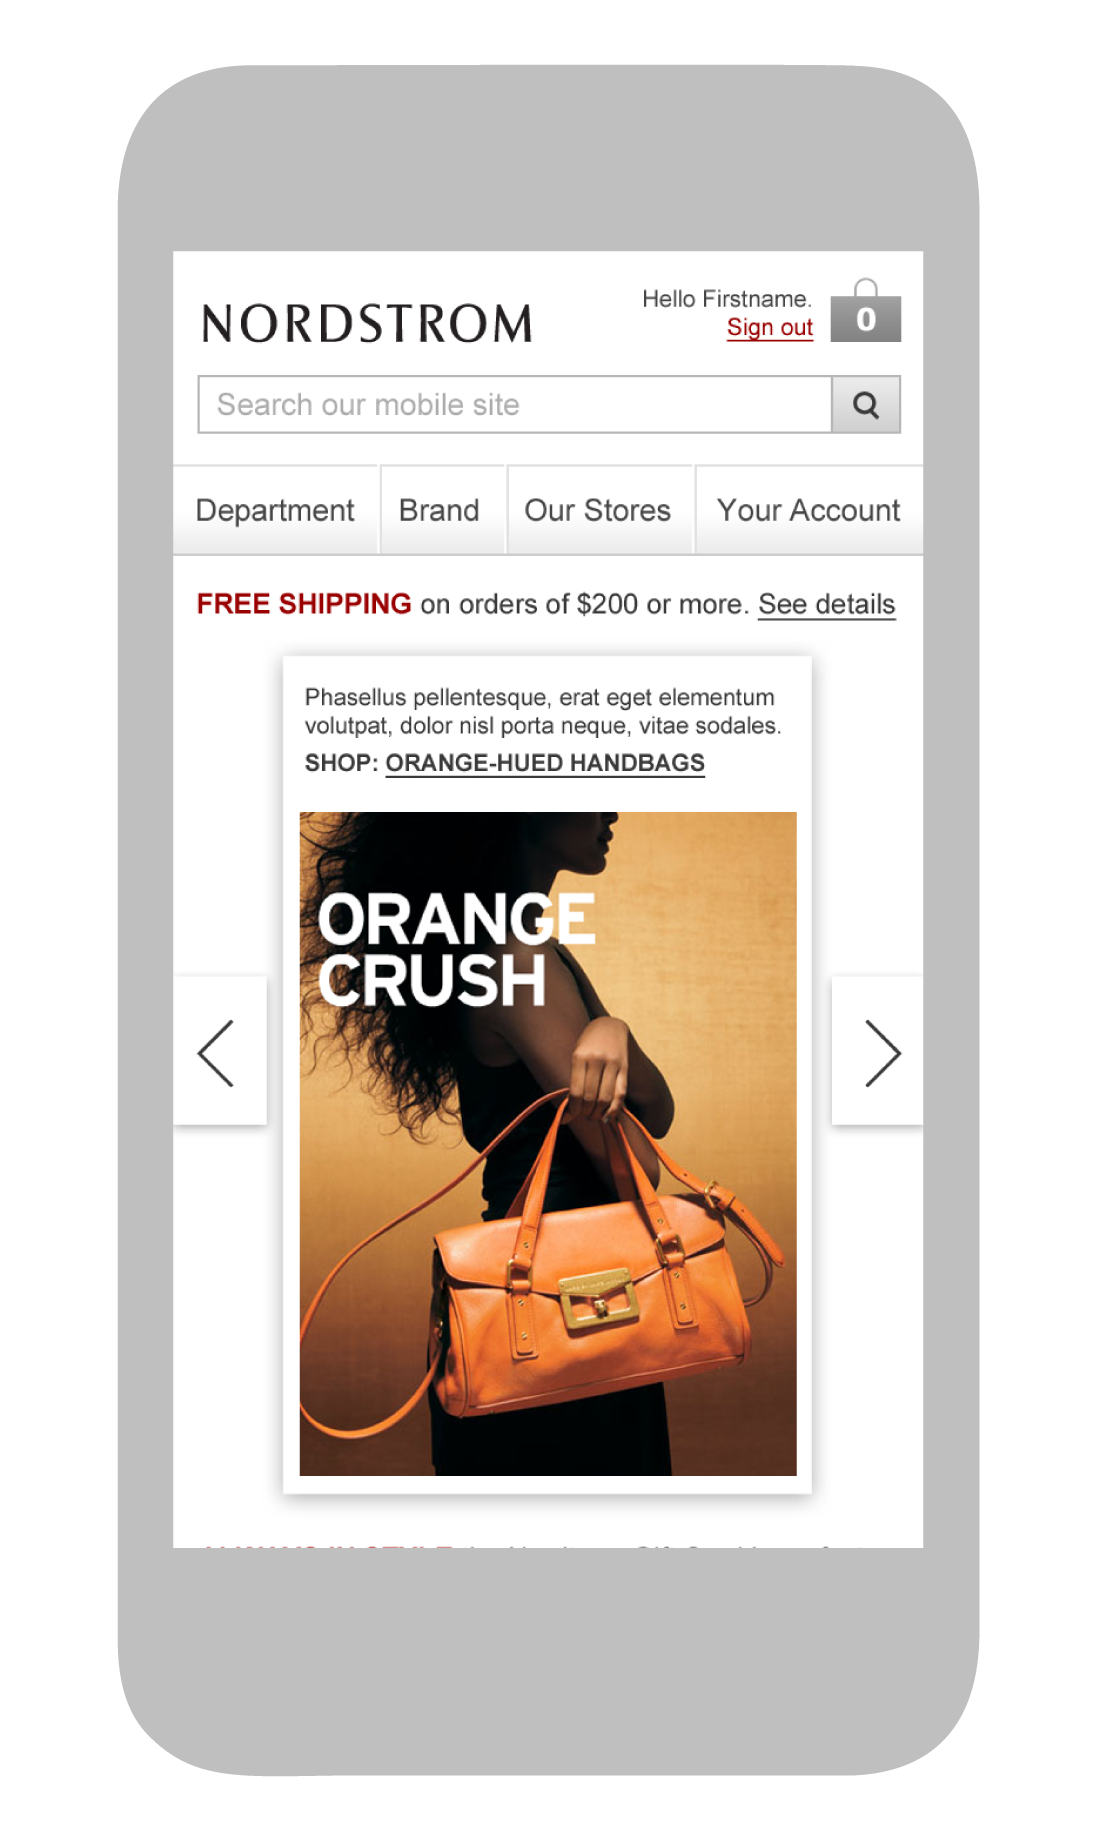 NORDSTROM
Hello Firstname.
Sign out
0
Search our mobile site
Department Brand Our Stores Your Account
FREE SHIPPING on orders of $200 or more. See details
Phasellus pellentesque, erat eget elementum
volutpat, dolor nisl porta neque, vitae sodales.
SHOP: ORANGE-HUED HANDBAGS
ORANGE
CRUSH